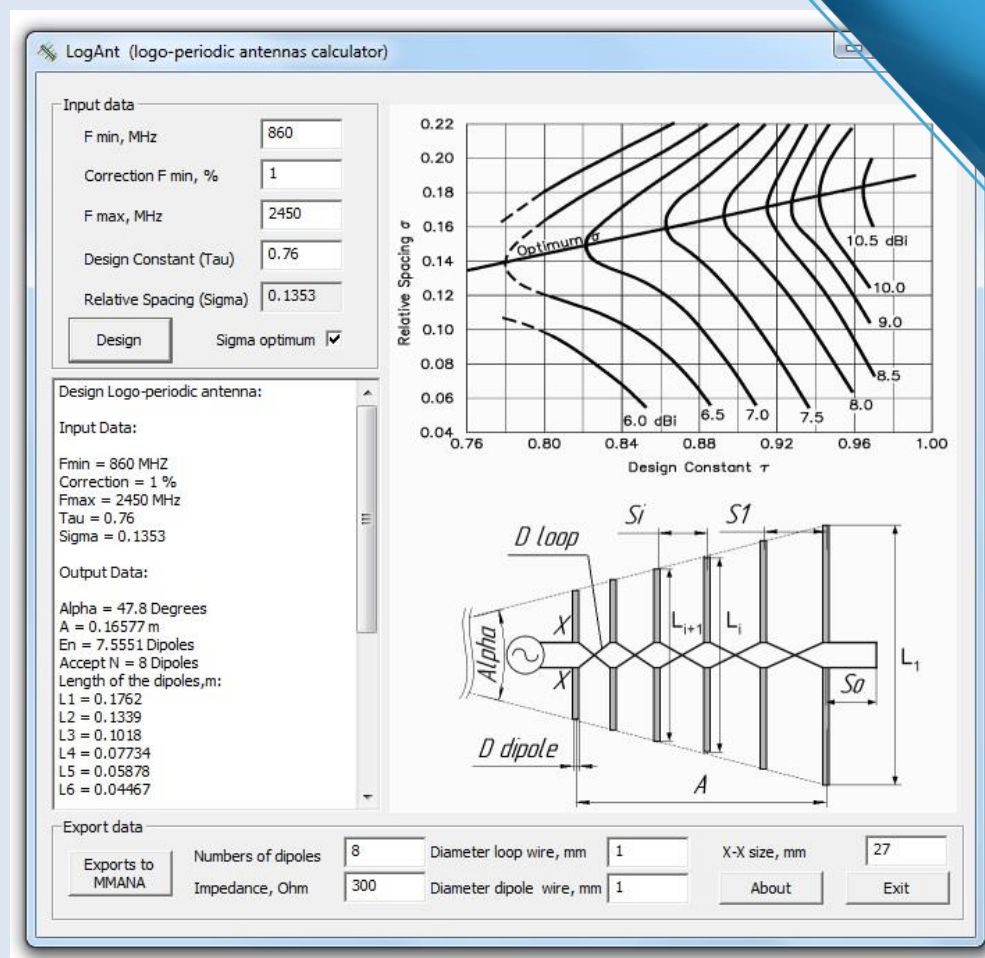 LogAnt (logo-periodic antennas calculator)
Input data
F min, MHz 860
Correction F min, % 1
F max, MHz 2450
Design Constant (Tau) 0.76
Relative Spacing (Sigma) 0.1353
Design Sigma optimum
Design Logo-periodic antenna:
Input Data:
Fmin = 860 MHZ
Correction = 1 %
Fmax = 2450 MHz
Tau = 0.76
Sigma = 0.1353
Output Data:
Alpha = 47.8 Degrees
A = 0.16577 m
En = 7.5551 Dipoles
Accept N = 8 Dipoles
Length of the dipoles,m:
L1 = 0.1762
L2 = 0.1339
L3 = 0.1018
L4 = 0.07734
L5 = 0.05878
L6 = 0.04467
0.22
0.20
0.18
0.16
0.14
0.12
0.10
0.08
0.06
0.04
Relative Spacing σ
Optimum σ
10.5 dBi
10.0
9.0
8.5
8.0
7.5
7.0
6.5
6.0 dBi
0.76 0.80 0.84 0.88 0.92 0.96 1.00
Design Constant τ
Si S1
D loop
X
Alpha
X
Li+1 Li L1
So
D dipole
A
Export data
Exports to
MMANA
Numbers of dipoles 8 Diameter loop wire, mm 1 X-X size, mm 27
Impedance, Ohm 300 Diameter dipole wire, mm 1 About Exit